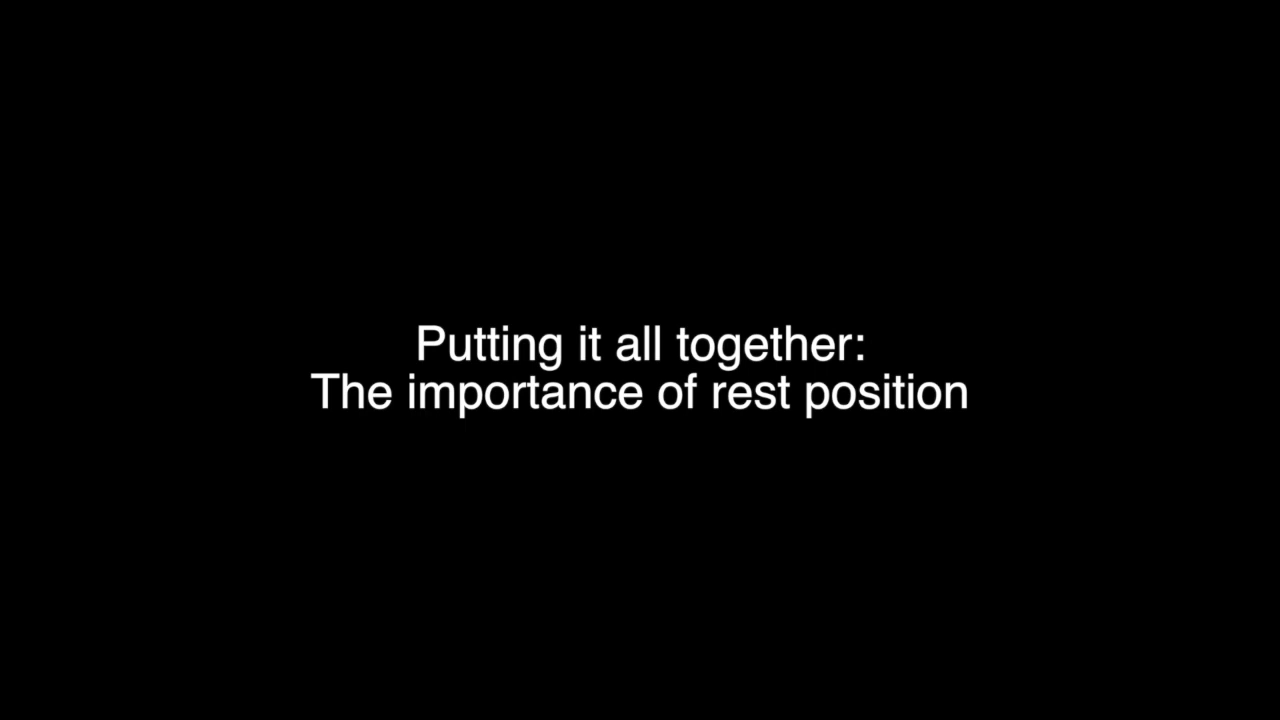 Putting it all together:
The importance of rest position